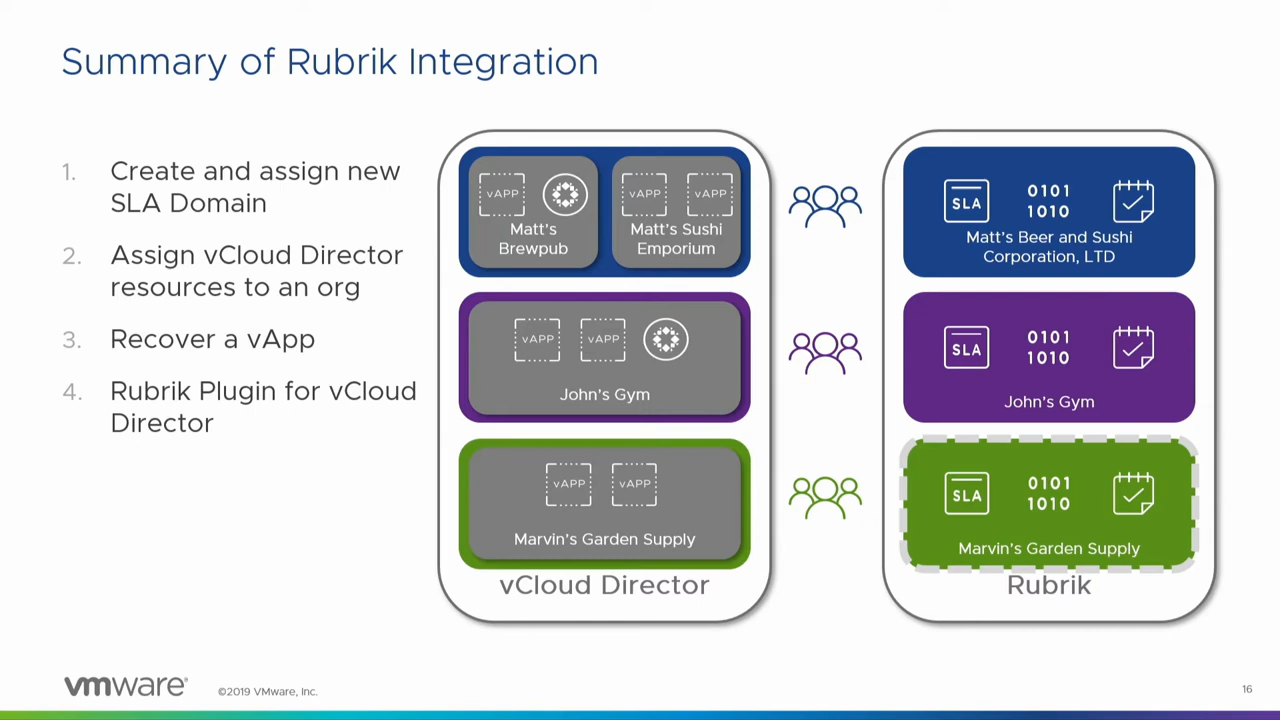 Summary of Rubrik Integration
1. Create and assign new
SLA Domain
2. Assign vCloud Director
resources to an org
3. Recover a vApp
4. Rubrik Plugin for vCloud
Director
vAPP
Matt's
Brewpub
vAPP
vAPP
Matt's Sushi
Emporium
vAPP
vAPP
John's Gym
vAPP
vAPP
Marvin's Garden Supply
vCloud Director
SLA
0101
1010
Matt's Beer and Sushi
Corporation, LTD
SLA
0101
1010
John's Gym
SLA
0101
1010
Marvin's Garden Supply
Rubrik
vmware®
©2019 VMware, Inc.
16